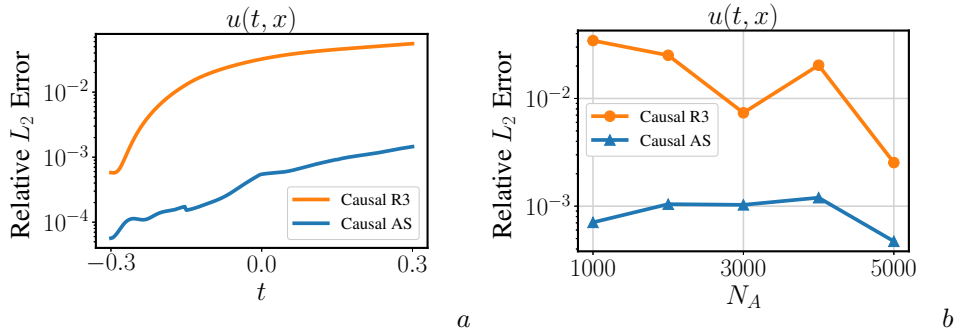 u(t, x)
Relative L₂ Error
10⁻²
10⁻³
10⁻⁴
Causal R3
Causal AS
−0.3
0.0
0.3
t
a
u(t, x)
Relative L₂ Error
10⁻²
10⁻³
Causal R3
Causal AS
1000
3000
5000
N_A
b